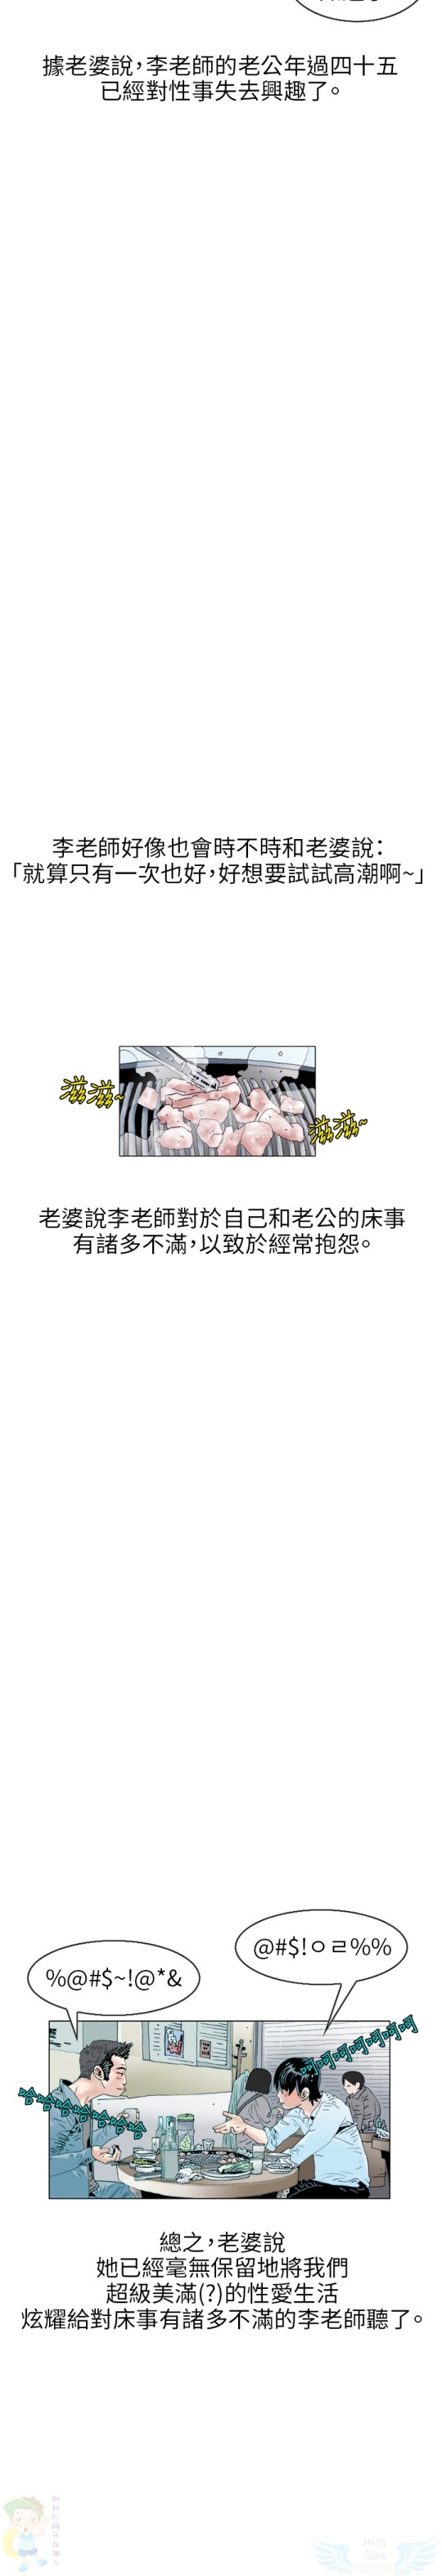 據老婆說，李老師的老公年過四十五
已經對性事失去興趣了。
李老師好像也會時不時和老婆說：
「就算只有一次也好，好想要試試高潮啊~」
滋滋~
滋滋~
老婆說李老師對於自己和老公的床事
有諸多不滿，以致於經常抱怨。
@#$!ㅇㄹ%%
%@#$~!@*&
呵呵呵呵呵呵呵
哈哈哈哈哈哈哈哈
總之，老婆說
她已經毫無保留地將我們
超級美滿(?)的性愛生活
炫耀給對床事有諸多不滿的李老師聽了。